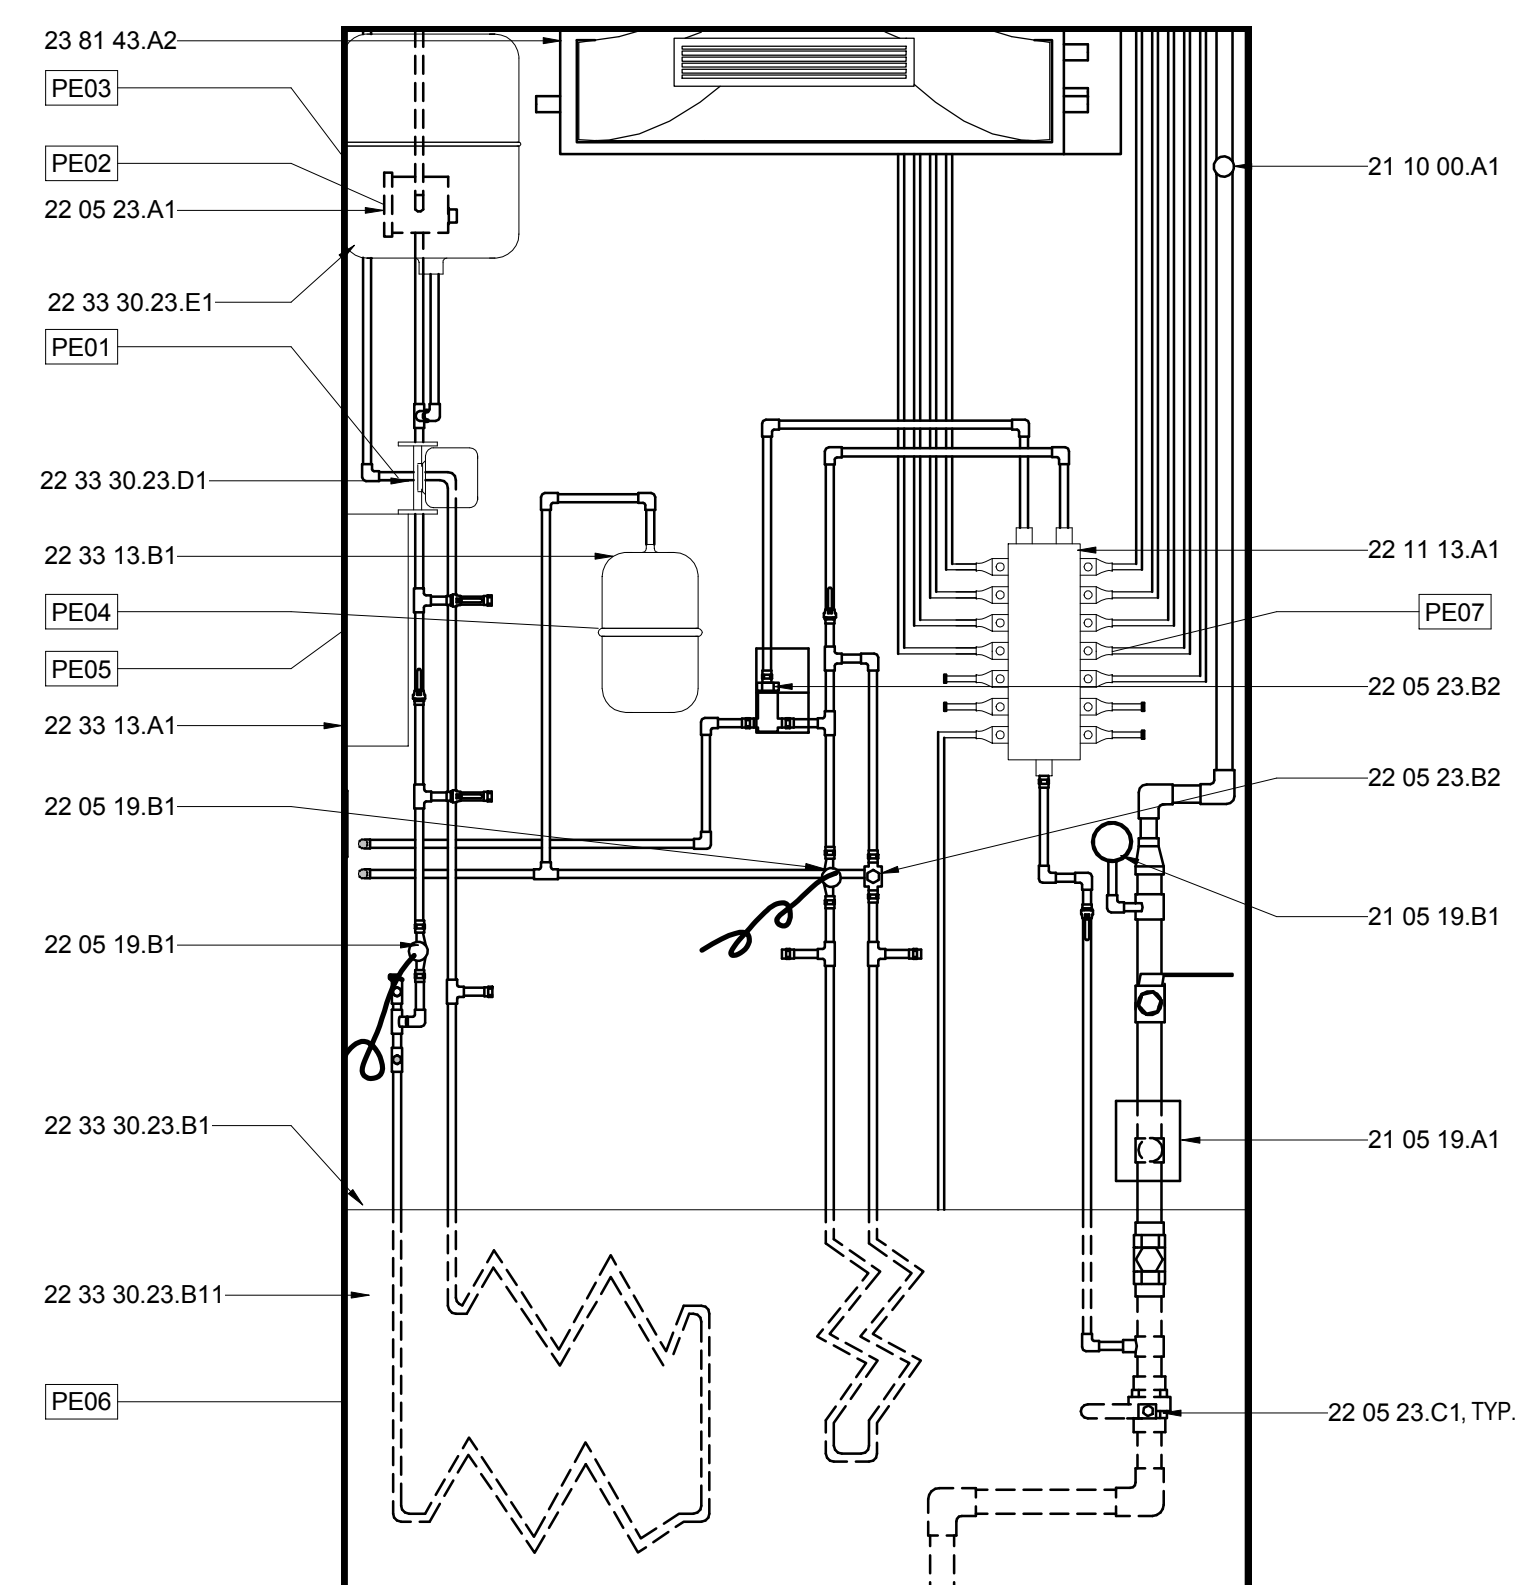 23 81 43.A2
PE03
PE02
22 05 23.A1
22 33 30.23.E1
PE01
22 33 30.23.D1
22 33 13.B1
PE04
PE05
22 33 13.A1
22 05 19.B1
22 05 19.B1
22 33 30.23.B1
22 33 30.23.B11
PE06
21 10 00.A1
22 11 13.A1
PE07
22 05 23.B2
22 05 23.B2
21 05 19.B1
21 05 19.A1
22 05 23.C1, TYP.